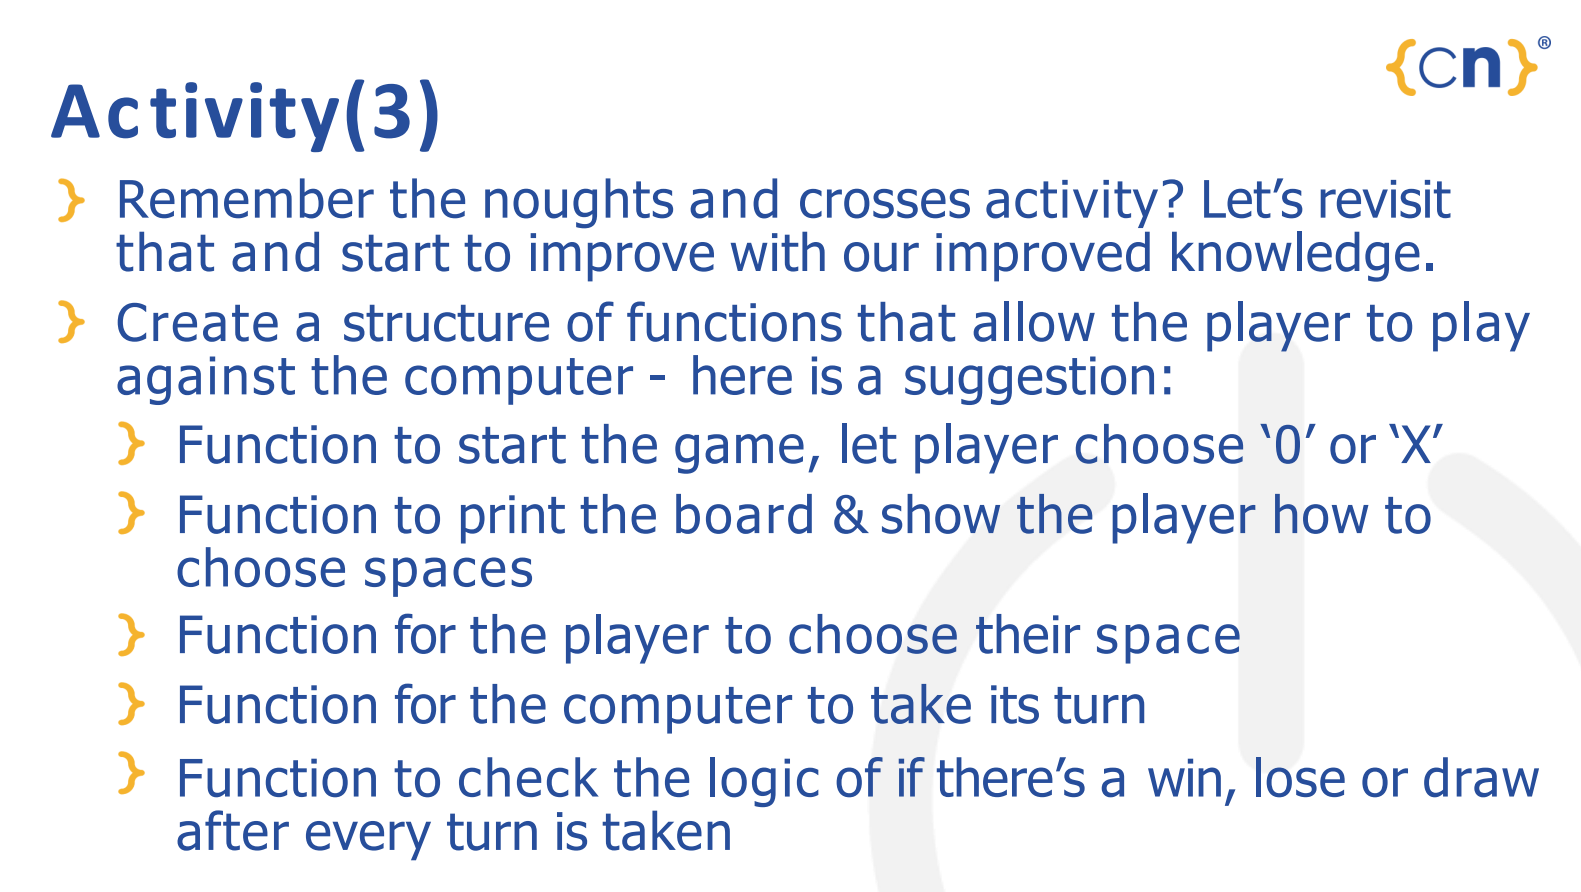 {cn}®
Activity(3)
Remember the noughts and crosses activity? Let’s revisit
that and start to improve with our improved knowledge.
Create a structure of functions that allow the player to play
against the computer - here is a suggestion:
Function to start the game, let player choose ‘0’ or ‘X’
Function to print the board & show the player how to
choose spaces
Function for the player to choose their space
Function for the computer to take its turn
Function to check the logic of if there’s a win, lose or draw
after every turn is taken